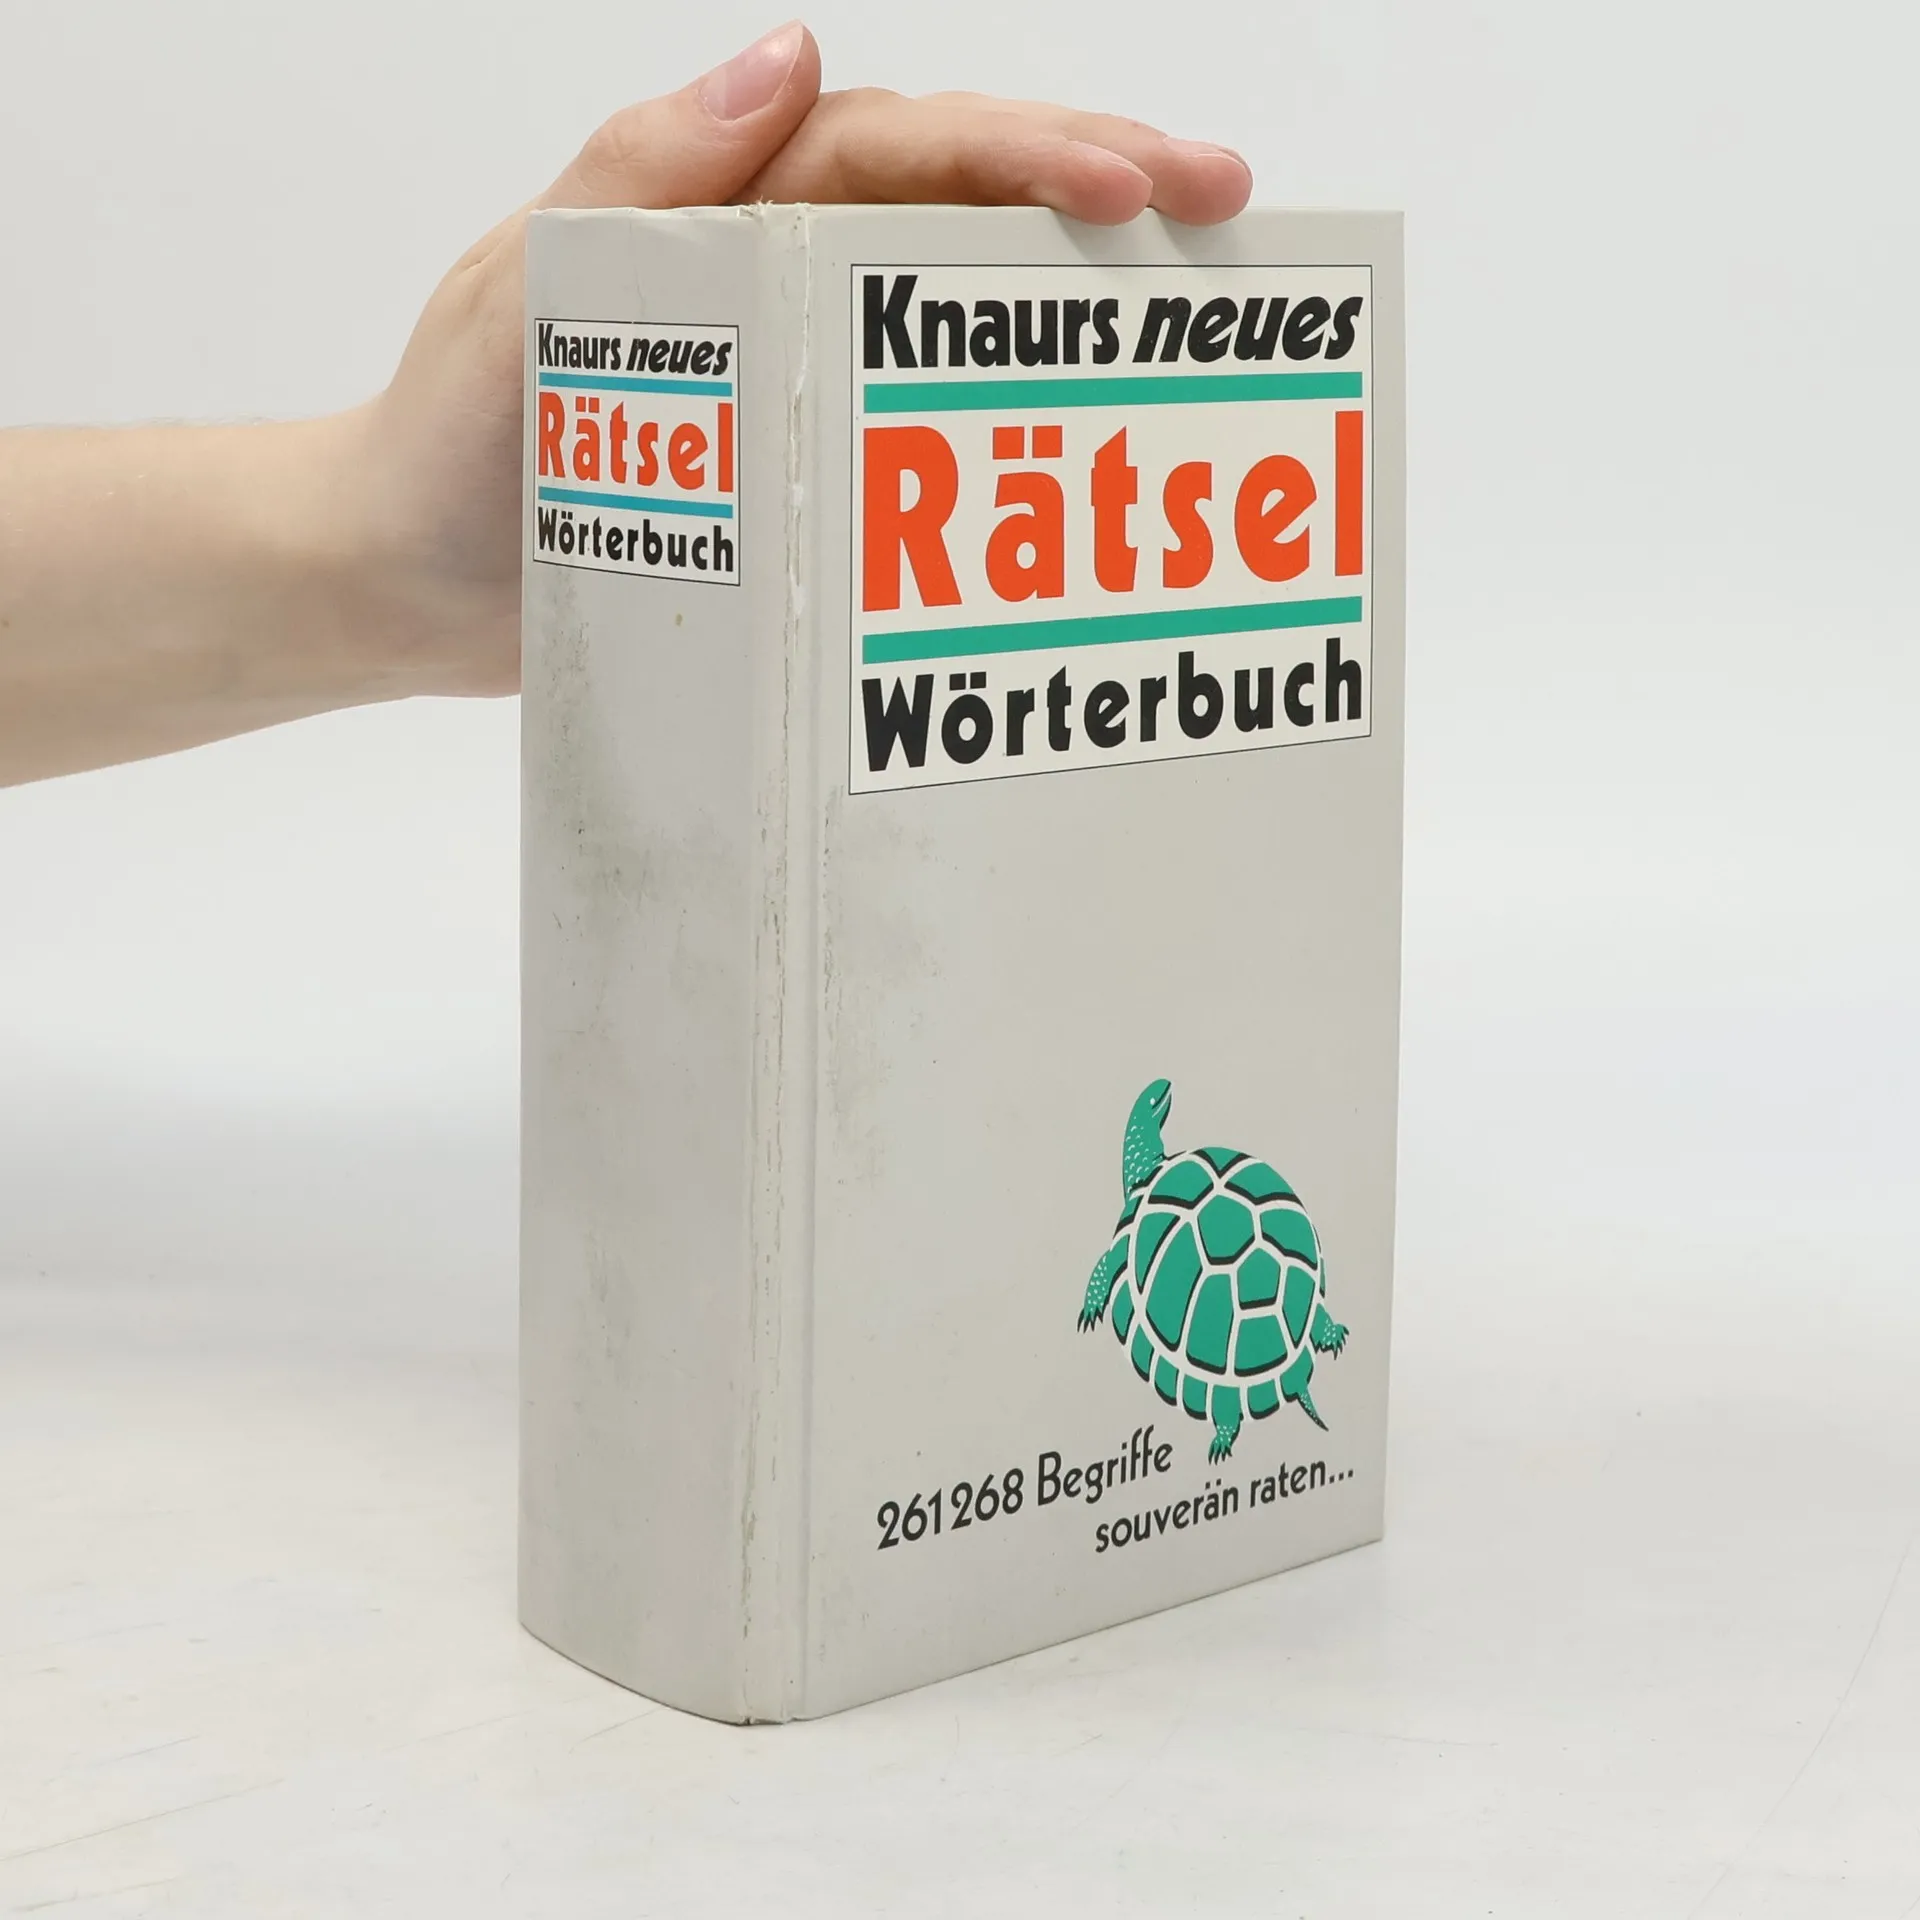 Knaurs neues
Rätsel
Wörterbuch
Knaurs neues
Rätsel
Wörterbuch
261268 Begriffe
souverän raten...